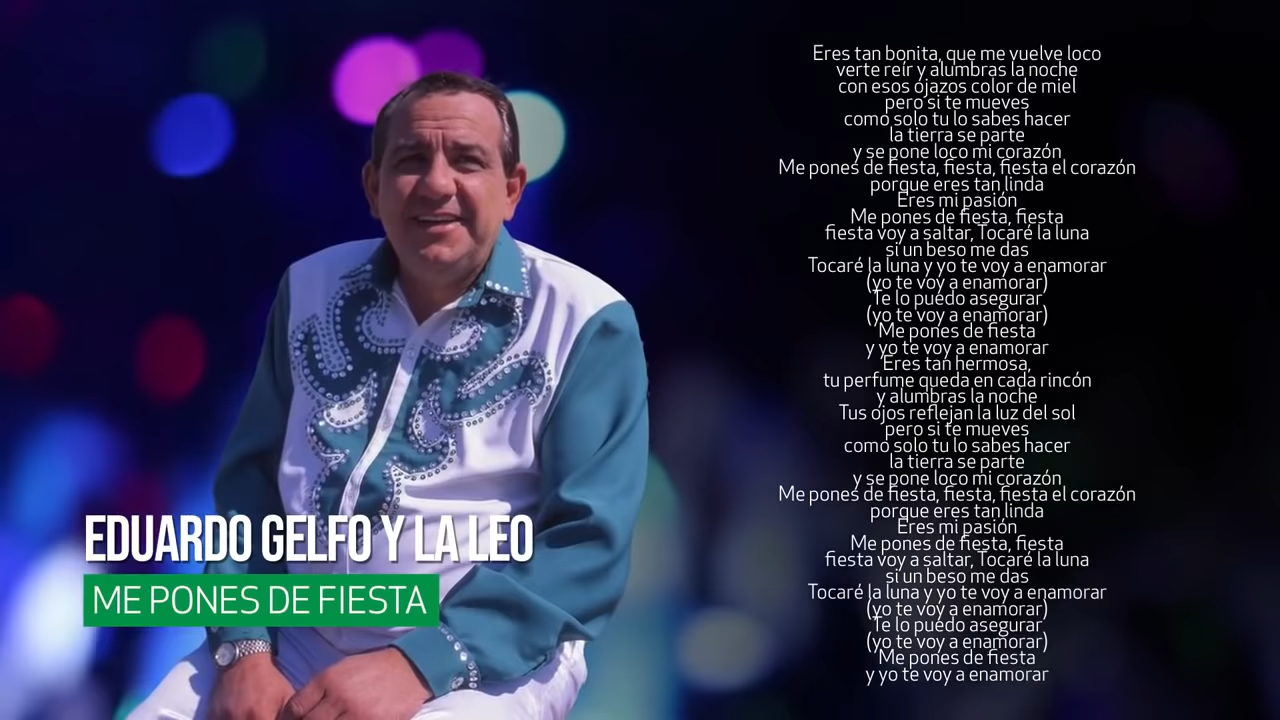 EDUARDO GELFO Y LA LEO
ME PONES DE FIESTA
Eres tan bonita, que me vuelve loco
verte reír y alumbras la noche
con esos ojazos color de miel
pero si te mueves
como solo tu lo sabes hacer
la tierra se parte
y se pone loco mi corazón
Me pones de fiesta, fiesta, fiesta el corazón
porque eres tan linda
Eres mi pasión
Me pones de fiesta, fiesta
fiesta voy a saltar, Tocaré la luna
si un beso me das
Tocaré la luna y yo te voy a enamorar
(yo te voy a enamorar)
Te lo puedo asegurar
(yo te voy a enamorar)
Me pones de fiesta
y yo te voy a enamorar
Eres tan hermosa,
tu perfume queda en cada rincón
y alumbras la noche
Tus ojos reflejan la luz del sol
pero si te mueves
como solo tu lo sabes hacer
la tierra se parte
y se pone loco mi corazón
Me pones de fiesta, fiesta, fiesta el corazón
porque eres tan linda
Eres mi pasión
Me pones de fiesta, fiesta
fiesta voy a saltar, Tocaré la luna
si un beso me das
Tocaré la luna y yo te voy a enamorar
(yo te voy a enamorar)
Te lo puedo asegurar
(yo te voy a enamorar)
Me pones de fiesta
y yo te voy a enamorar